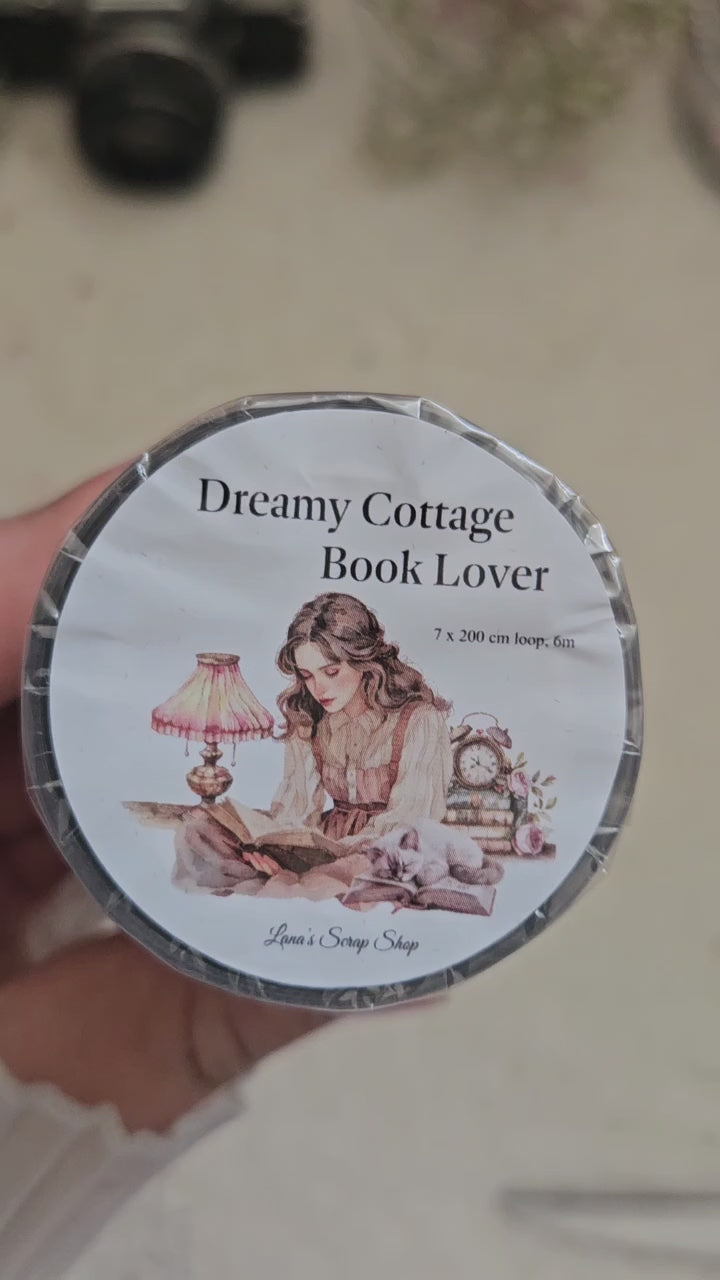 Dreamy Cottage
Book Lover
7 x 200 cm loop, 6m
Lana's Scrap Shop